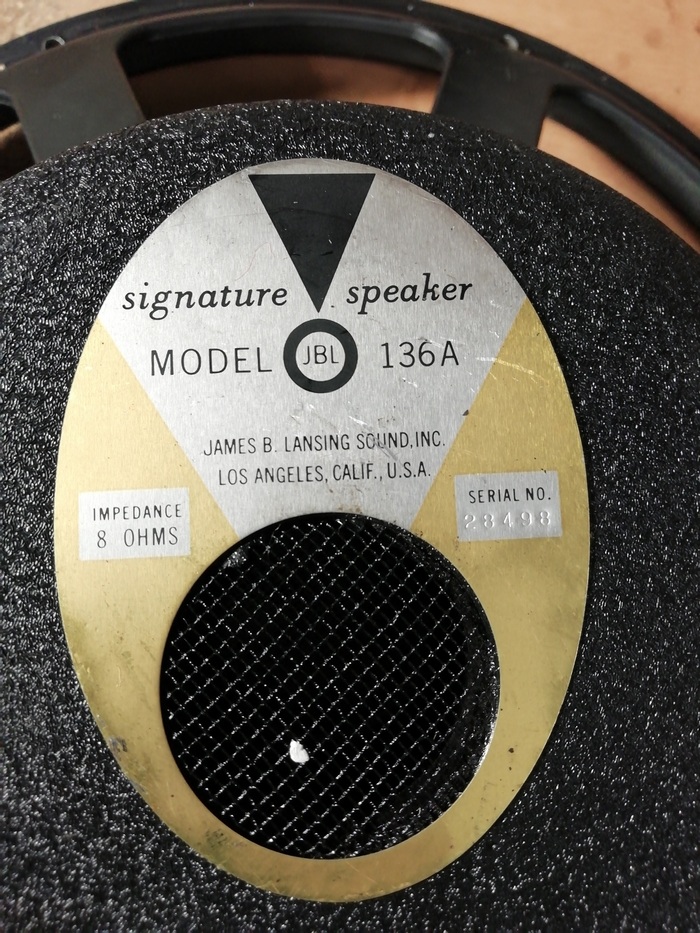 signature speaker
MODEL JBL 136A
JAMES B. LANSING SOUND, INC.
LOS ANGELES, CALIF., U.S.A.
IMPEDANCE
8 OHMS
SERIAL NO.
28498